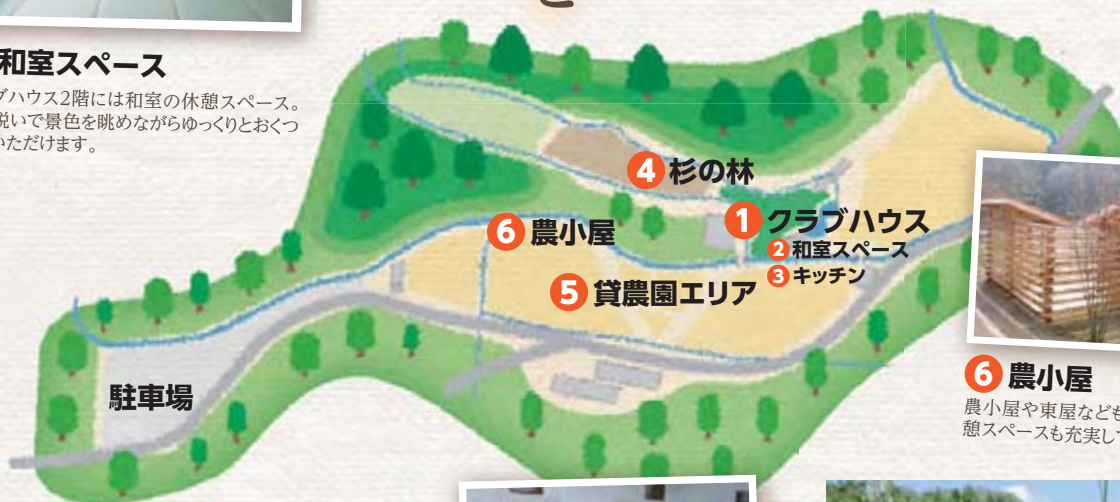 と
和室スペース
ブハウス2階には和室の休憩スペース。
脱いで景色を眺めながらゆっくりとおくつ
いただけます。
4 杉の林
1 クラブハウス
2 和室スペース
3 キッチン
6 農小屋
5 貸農園エリア
駐車場
6 農小屋
農小屋や東屋なども
憩スペースも充実し